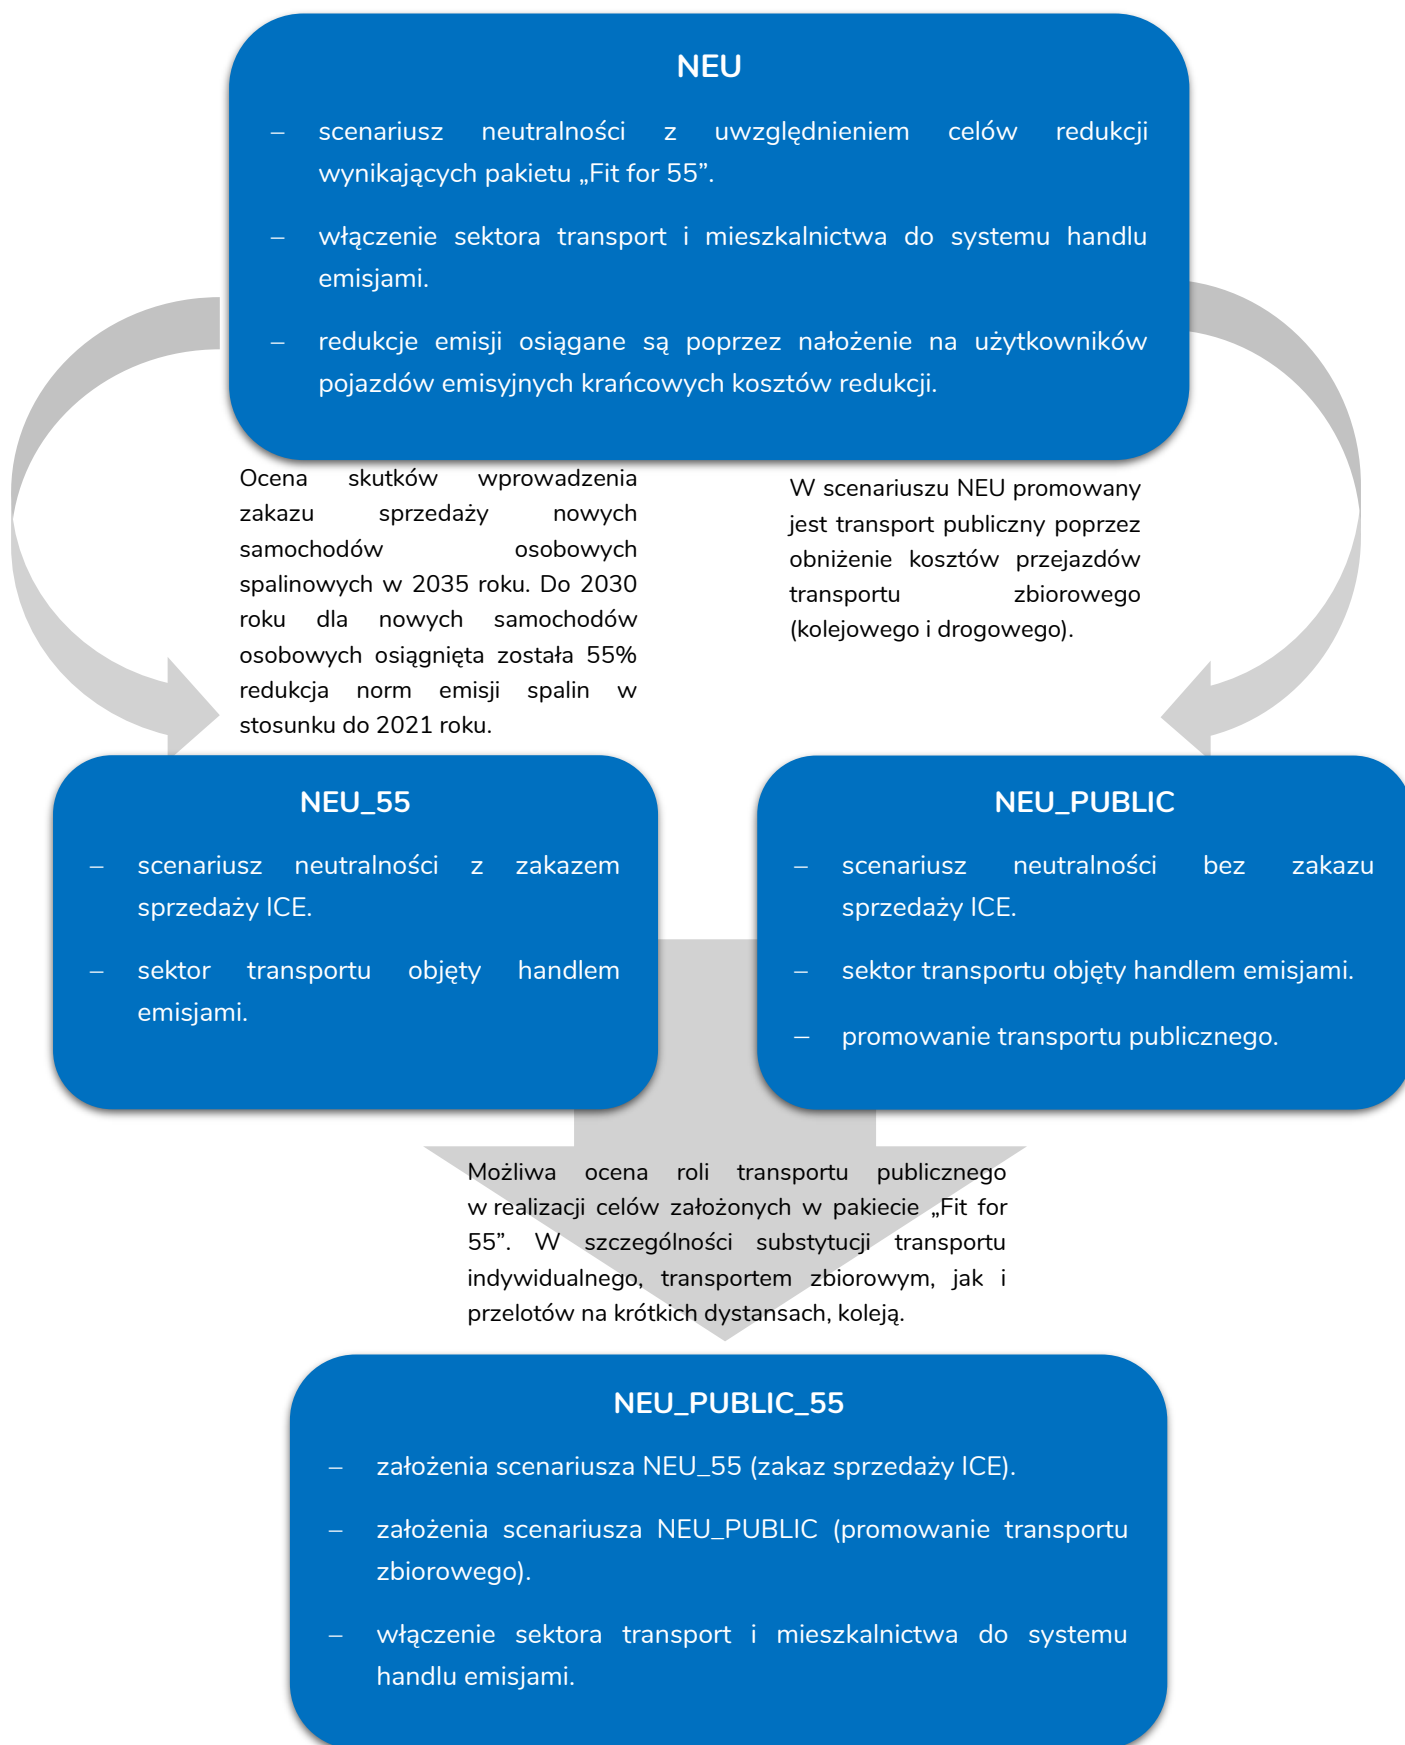 NEU
– scenariusz neutralności z uwzględnieniem celów redukcji
wynikających pakietu „Fit for 55”.
– włączenie sektora transport i mieszkalnictwa do systemu handlu
emisjami.
– redukcje emisji osiągane są poprzez nałożenie na użytkowników
pojazdów emisyjnych krańcowych kosztów redukcji.
Ocena skutków wprowadzenia
zakazu sprzedaży nowych
samochodów osobowych
spalinowych w 2035 roku. Do 2030
roku dla nowych samochodów
osobowych osiągnięta została 55%
redukcja norm emisji spalin w
stosunku do 2021 roku.
W scenariuszu NEU promowany
jest transport publiczny poprzez
obniżenie kosztów przejazdów
transportu zbiorowego
(kolejowego i drogowego).
NEU_55
– scenariusz neutralności z zakazem
sprzedaży ICE.
– sektor transportu objęty handlem
emisjami.
NEU_PUBLIC
– scenariusz neutralności bez zakazu
sprzedaży ICE.
– sektor transportu objęty handlem emisjami.
– promowanie transportu publicznego.
Możliwa ocena roli transportu publicznego
w realizacji celów założonych w pakiecie „Fit for
55”. W szczególności substytucji transportu
indywidualnego, transportem zbiorowym, jak i
przelotów na krótkich dystansach, koleją.
NEU_PUBLIC_55
– założenia scenariusza NEU_55 (zakaz sprzedaży ICE).
– założenia scenariusza NEU_PUBLIC (promowanie transportu
zbiorowego).
– włączenie sektora transport i mieszkalnictwa do systemu
handlu emisjami.